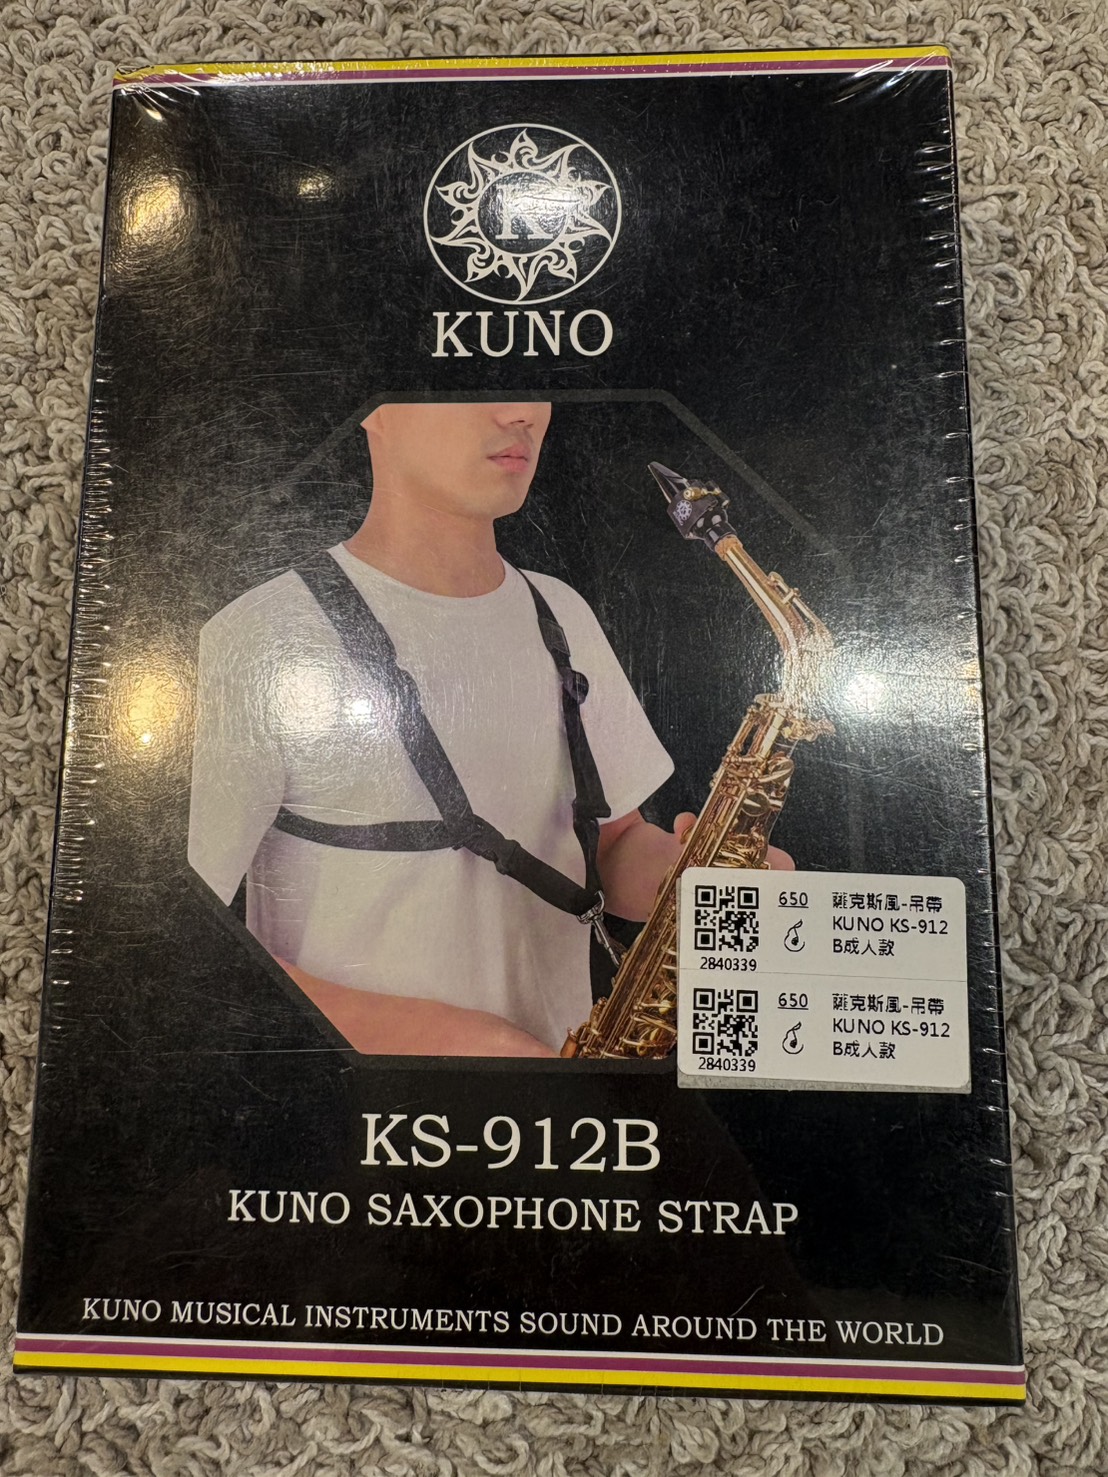 K
KUNO
650
薩克斯風-吊帶
KUNO KS-912
B成人款
2840339
650
薩克斯風-吊帶
KUNO KS-912
B成人款
2840339
KS-912B
KUNO SAXOPHONE STRAP
KUNO MUSICAL INSTRUMENTS SOUND AROUND THE WORLD